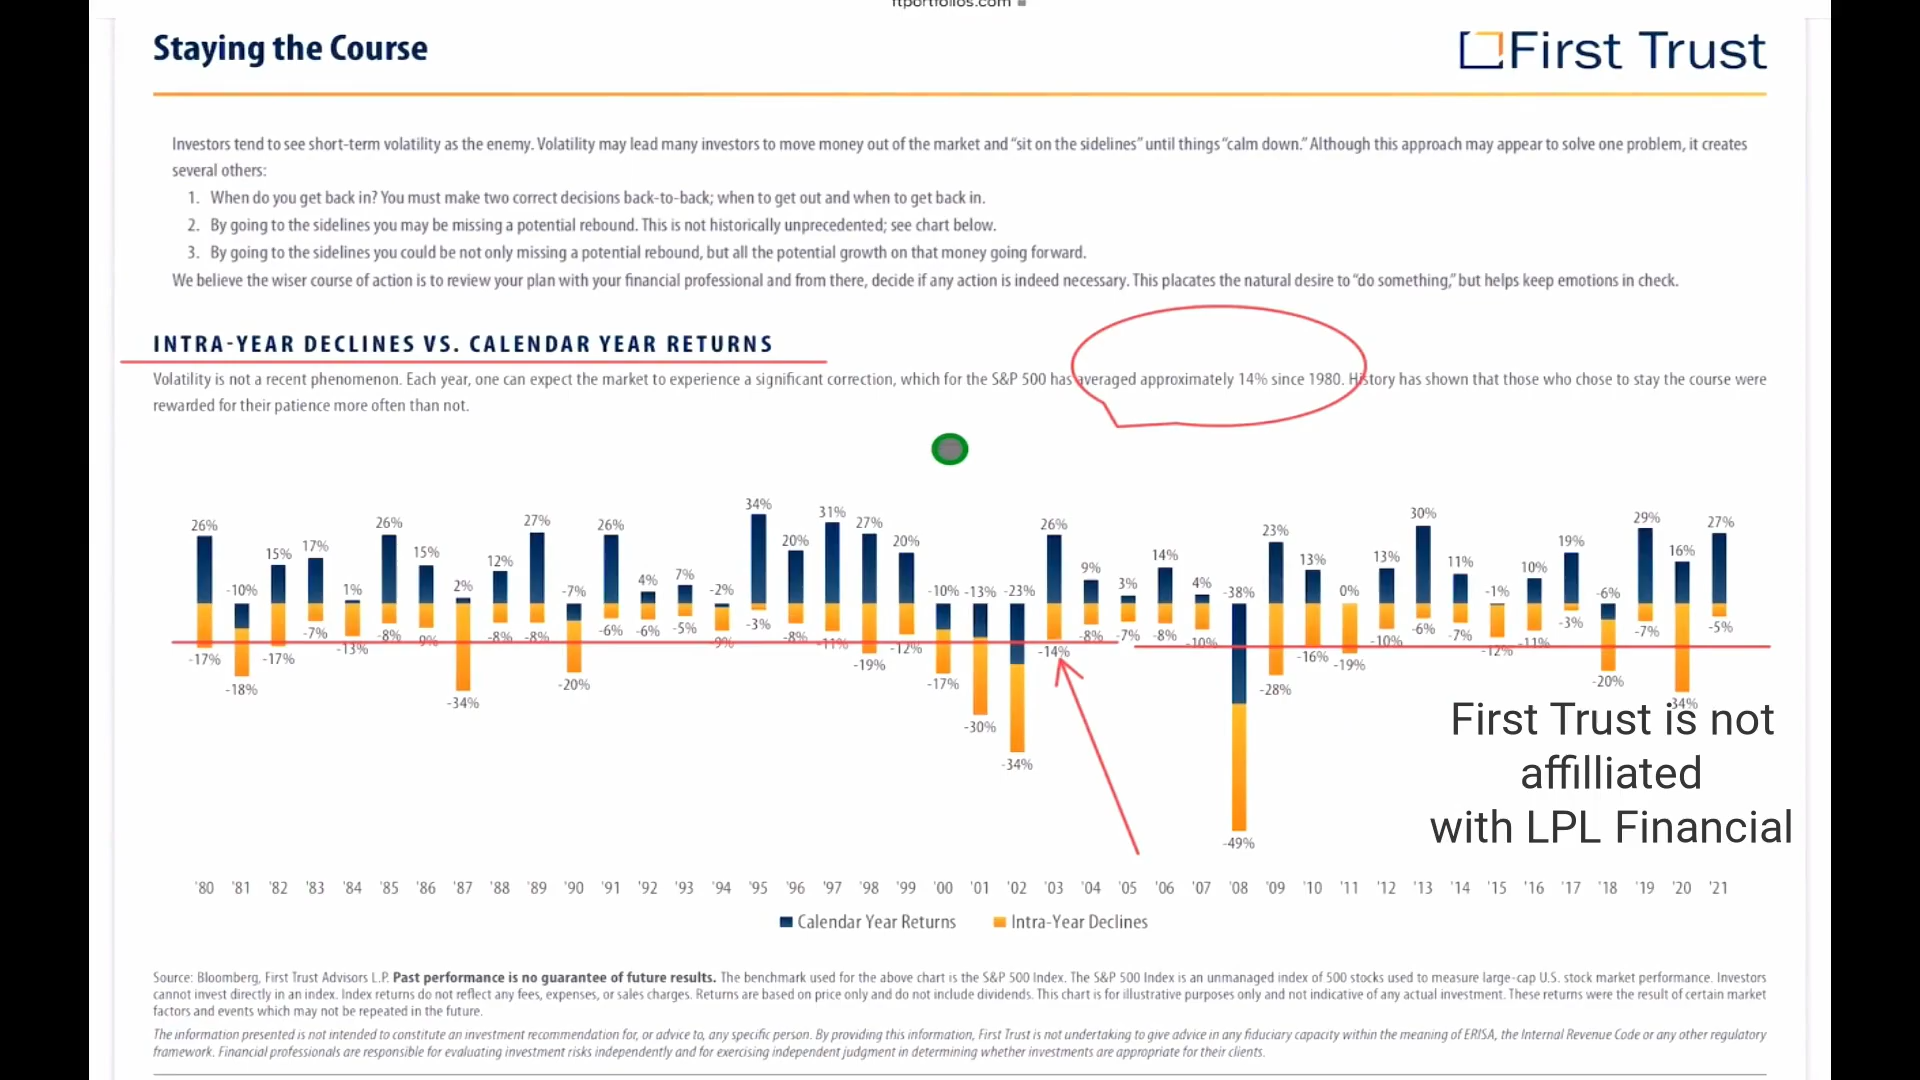 ftportfolios.com
Staying the Course
First Trust
Investors tend to see short-term volatility as the enemy. Volatility may lead many investors to move money out of the market and “sit on the sidelines” until things “calm down.” Although this approach may appear to solve one problem, it creates
several others:
1. When do you get back in? You must make two correct decisions back-to-back; when to get out and when to get back in.
2. By going to the sidelines you may be missing a potential rebound. This is not historically unprecedented; see chart below.
3. By going to the sidelines you could be not only missing a potential rebound, but all the potential growth on that money going forward.
We believe the wiser course of action is to review your plan with your financial professional and from there, decide if any action is indeed necessary. This placates the natural desire to “do something,” but helps keep emotions in check.
INTRA-YEAR DECLINES VS. CALENDAR YEAR RETURNS
Volatility is not a recent phenomenon. Each year, one can expect the market to experience a significant correction, which for the S&P 500 has averaged approximately 14% since 1980. History has shown that those who chose to stay the course were
rewarded for their patience more often than not.
26% -10% 15% 17% 1% 26% 15% 2% 12% 27% -7% 26% 4% 7% -2% 34% 20% 31% 27% 20% -10% -13% -23% 26% 9% 3% 14% 4% -38% 23% 13% 0% 13% 30% 11% -1% 10% 19% -6% 29% 16% 27%
-17% -18% -17% -7% -13% -8% 9% -34% -8% -8% -20% -6% -6% -5% 9% -3% -8% -11% -19% -12% -17% -30% -34% -14% -8% -7% -8% -10% -49% -28% -16% -19% -10% -6% -7% -12% -11% -3% -20% -7% 34% -5%
First Trust is not
affilliated
with LPL Financial
'80 '81 '82 '83 '84 '85 '86 '87 '88 '89 '90 '91 '92 '93 '94 '95 '96 '97 '98 '99 '00 '01 '02 '03 '04 '05 '06 '07 '08 '09 '10 '11 '12 '13 '14 '15 '16 '17 '18 '19 '20 '21
Calendar Year Returns Intra-Year Declines
Source: Bloomberg, First Trust Advisors L.P. Past performance is no guarantee of future results. The benchmark used for the above chart is the S&P 500 Index. The S&P 500 Index is an unmanaged index of 500 stocks used to measure large-cap U.S. stock market performance. Investors
cannot invest directly in an index. Index returns do not reflect any fees, expenses, or sales charges. Returns are based on price only and do not include dividends. This chart is for illustrative purposes only and not indicative of any actual investment. These returns were the result of certain market
factors and events which may not be repeated in the future.
The information presented is not intended to constitute an investment recommendation for, or advice to, any specific person. By providing this information, First Trust is not undertaking to give advice in any fiduciary capacity within the meaning of ERISA, the Internal Revenue Code or any other regulatory
framework. Financial professionals are responsible for evaluating investment risks independently and for exercising independent judgment in determining whether investments are appropriate for their clients.